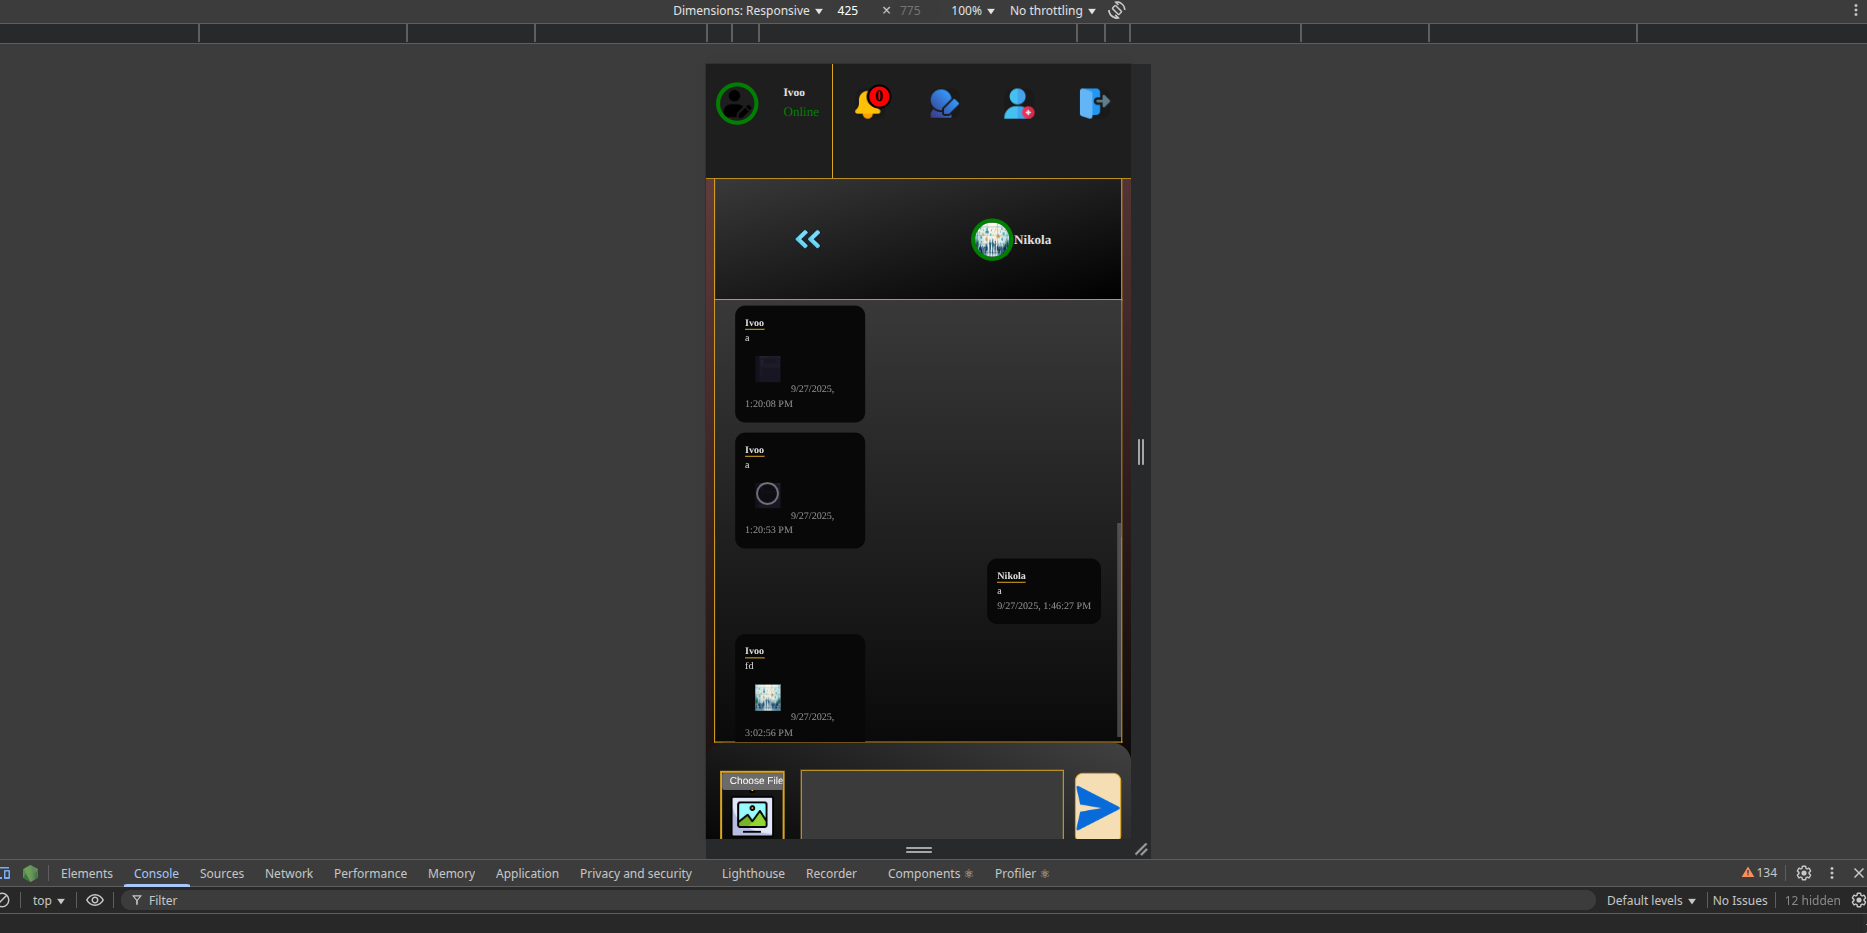 Dimensions: Responsive ▼ 425 × 775 100% ▼ No throttling ▼
Ivoo
Online
0
Nikola
Ivoo
a
9/27/2025,
1:20:08 PM
Ivoo
a
9/27/2025,
1:20:53 PM
Nikola
a
9/27/2025, 1:46:27 PM
Ivoo
fd
9/27/2025,
3:02:56 PM
Choose File
Elements Console Sources Network Performance Memory Application Privacy and security Lighthouse Recorder Components Profiler 134
top ▼ Filter Default levels ▼ No Issues 12 hidden